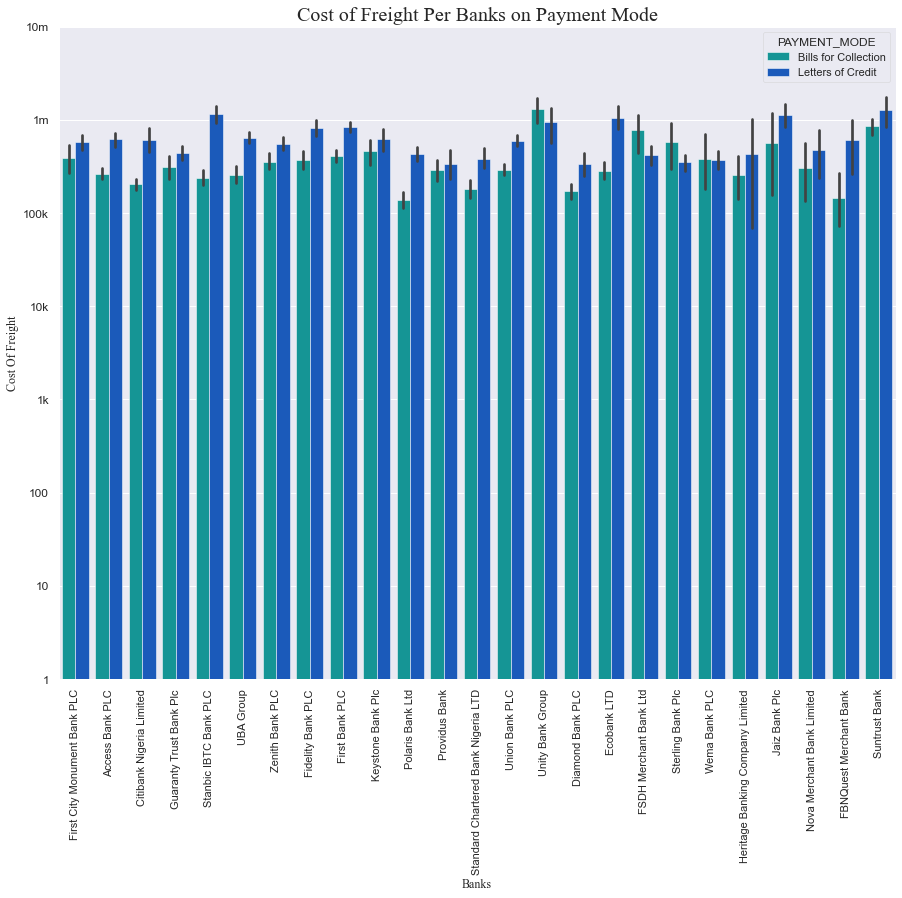 Cost of Freight Per Banks on Payment Mode
PAYMENT_MODE
Bills for Collection
Letters of Credit
10m
1m
100k
10k
1k
100
10
1
Cost Of Freight
First City Monument Bank PLC
Access Bank PLC
Citibank Nigeria Limited
Guaranty Trust Bank Plc
Stanbic IBTC Bank PLC
UBA Group
Zenith Bank PLC
Fidelity Bank PLC
First Bank PLC
Keystone Bank Plc
Polaris Bank Ltd
Providus Bank
Standard Chartered Bank Nigeria LTD
Union Bank PLC
Unity Bank Group
Diamond Bank PLC
Ecobank LTD
FSDH Merchant Bank Ltd
Sterling Bank Plc
Wema Bank PLC
Heritage Banking Company Limited
Jaiz Bank Plc
Nova Merchant Bank Limited
FBNQuest Merchant Bank
Suntrust Bank
Banks